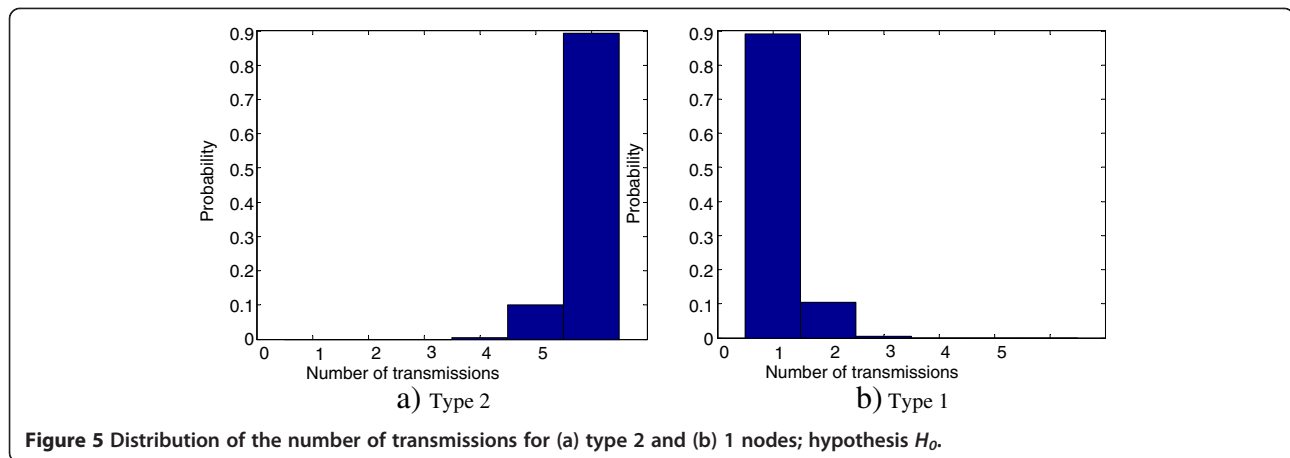 0.9
0.8
0.7
0.6
0.5
0.4
0.3
0.2
0.1
0
Probability
0 1 2 3 4 5
Number of transmissions
a) Type 2
0.9
0.8
0.7
0.6
0.5
0.4
0.3
0.2
0.1
0
Probability
0 1 2 3 4 5
Number of transmissions
b) Type 1
Figure 5 Distribution of the number of transmissions for (a) type 2 and (b) 1 nodes; hypothesis H₀.